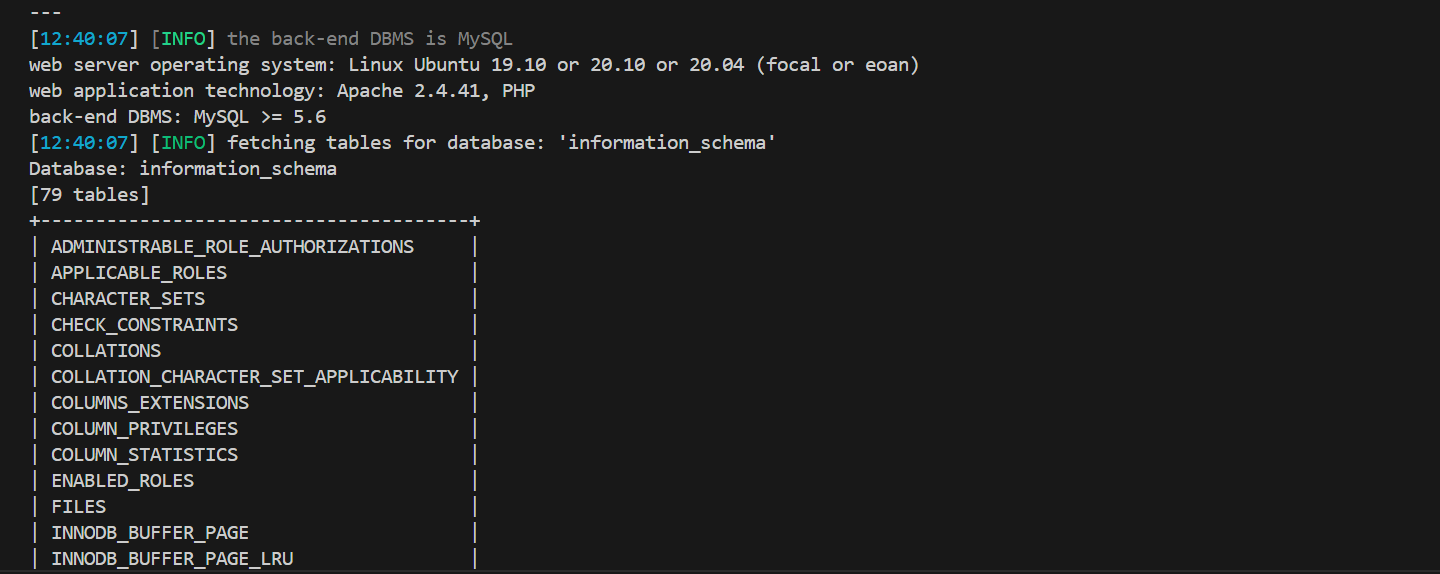 ---
[12:40:07] [INFO] the back-end DBMS is MySQL
web server operating system: Linux Ubuntu 19.10 or 20.10 or 20.04 (focal or eoan)
web application technology: Apache 2.4.41, PHP
back-end DBMS: MySQL >= 5.6
[12:40:07] [INFO] fetching tables for database: 'information_schema'
Database: information_schema
[79 tables]
+---------------------------------------+
| ADMINISTRABLE_ROLE_AUTHORIZATIONS     |
| APPLICABLE_ROLES                      |
| CHARACTER_SETS                        |
| CHECK_CONSTRAINTS                     |
| COLLATIONS                            |
| COLLATION_CHARACTER_SET_APPLICABILITY |
| COLUMNS_EXTENSIONS                    |
| COLUMN_PRIVILEGES                     |
| COLUMN_STATISTICS                     |
| ENABLED_ROLES                         |
| FILES                                 |
| INNODB_BUFFER_PAGE                    |
| INNODB_BUFFER_PAGE_LRU                |